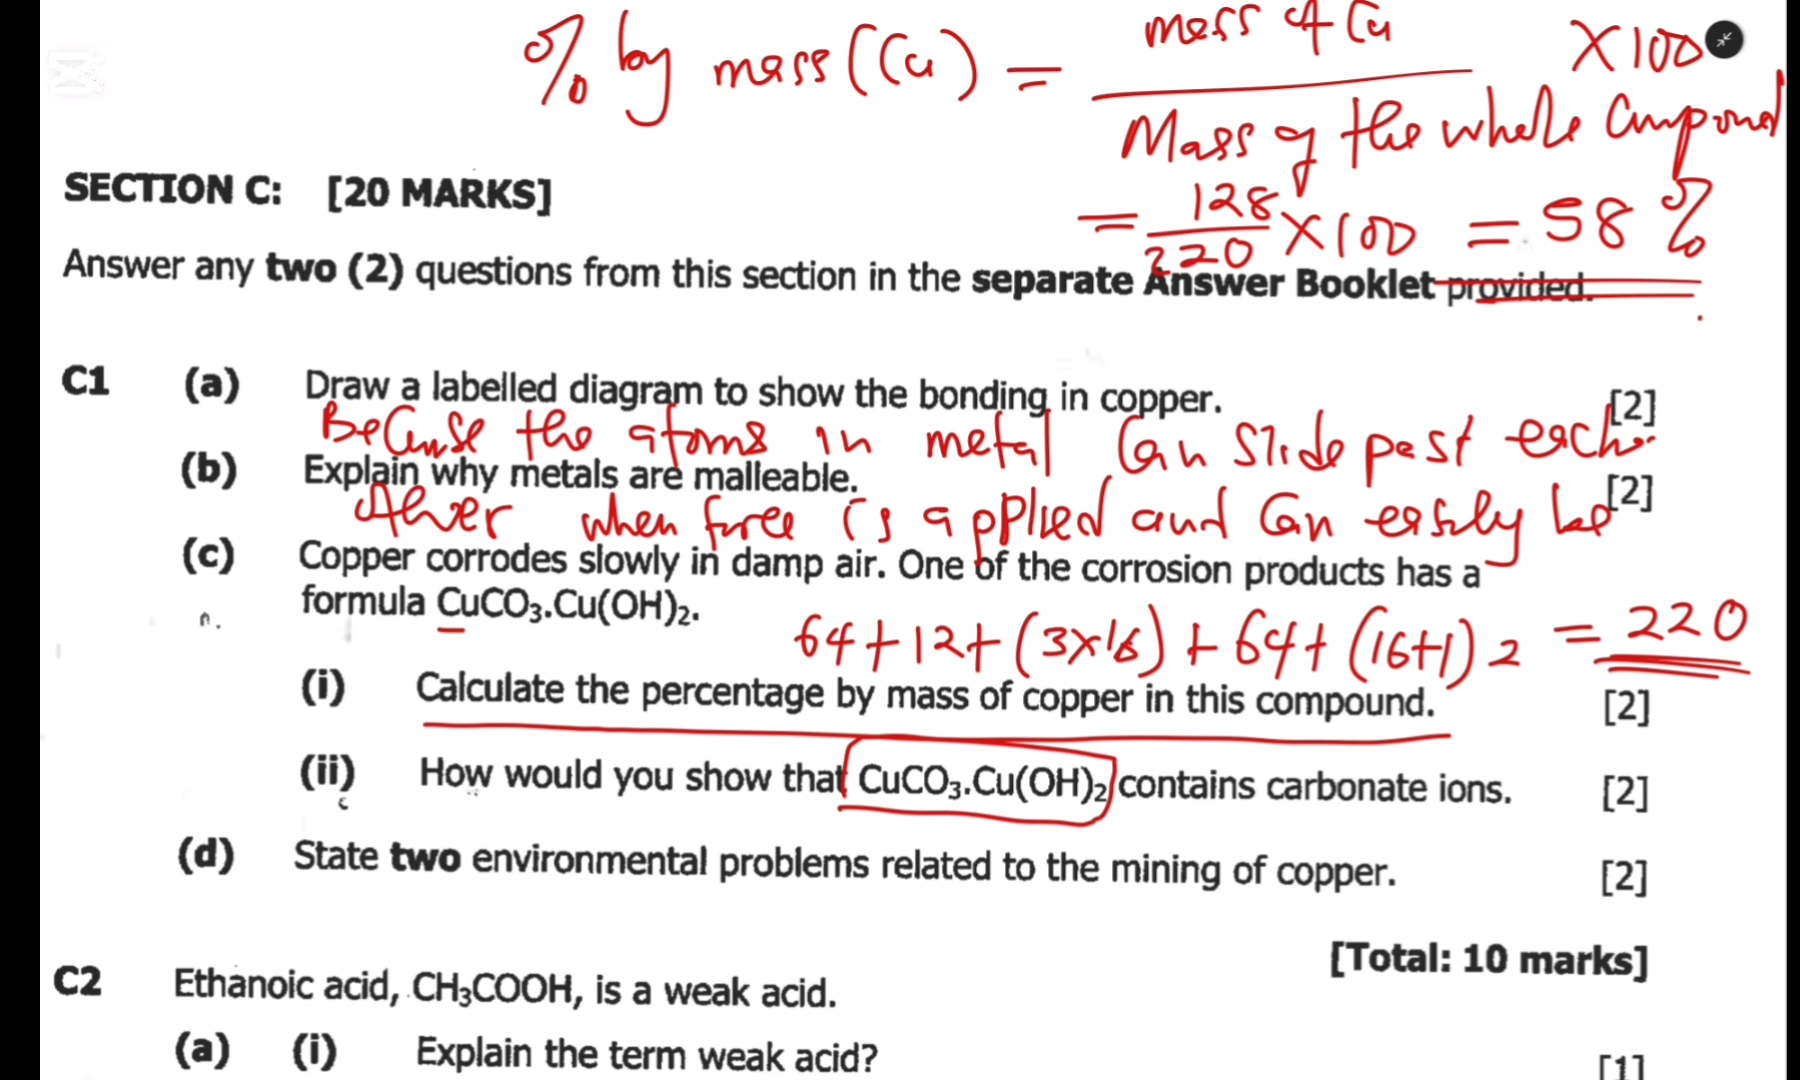 % by mass (Cu) = mass of Cu / Mass of the whole Compound X100
= 128/220 X100 = 58%
SECTION C: [20 MARKS]
Answer any two (2) questions from this section in the separate Answer Booklet provided.
C1 (a) Draw a labelled diagram to show the bonding in copper. [2]
Because the atoms in metal Can slide past each
(b) Explain why metals are malleable. [2]
other when force is applied and Can easily be
(c) Copper corrodes slowly in damp air. One of the corrosion products has a
formula CuCO₃.Cu(OH)₂.
64+12+(3x16)+64+(16+1)2 = 220
(i) Calculate the percentage by mass of copper in this compound. [2]
(ii) How would you show that CuCO₃.Cu(OH)₂ contains carbonate ions. [2]
(d) State two environmental problems related to the mining of copper. [2]
[Total: 10 marks]
C2 Ethanoic acid, CH₃COOH, is a weak acid.
(a) (i) Explain the term weak acid? [1]